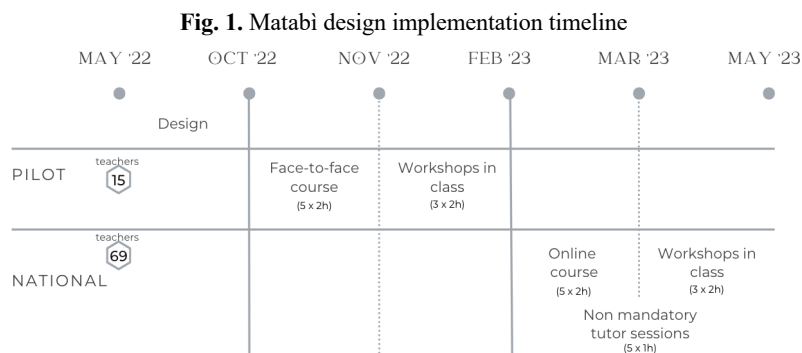 Fig. 1. Matabì design implementation timeline
MAY '22 OCT '22 NOV '22 FEB '23 MAR '23 MAY '23
Design
PILOT
teachers
15
Face-to-face
course
(5 x 2h)
Workshops in
class
(3 x 2h)
NATIONAL
teachers
69
Online
course
(5 x 2h)
Workshops in
class
(3 x 2h)
Non mandatory
tutor sessions
(5 x 1h)